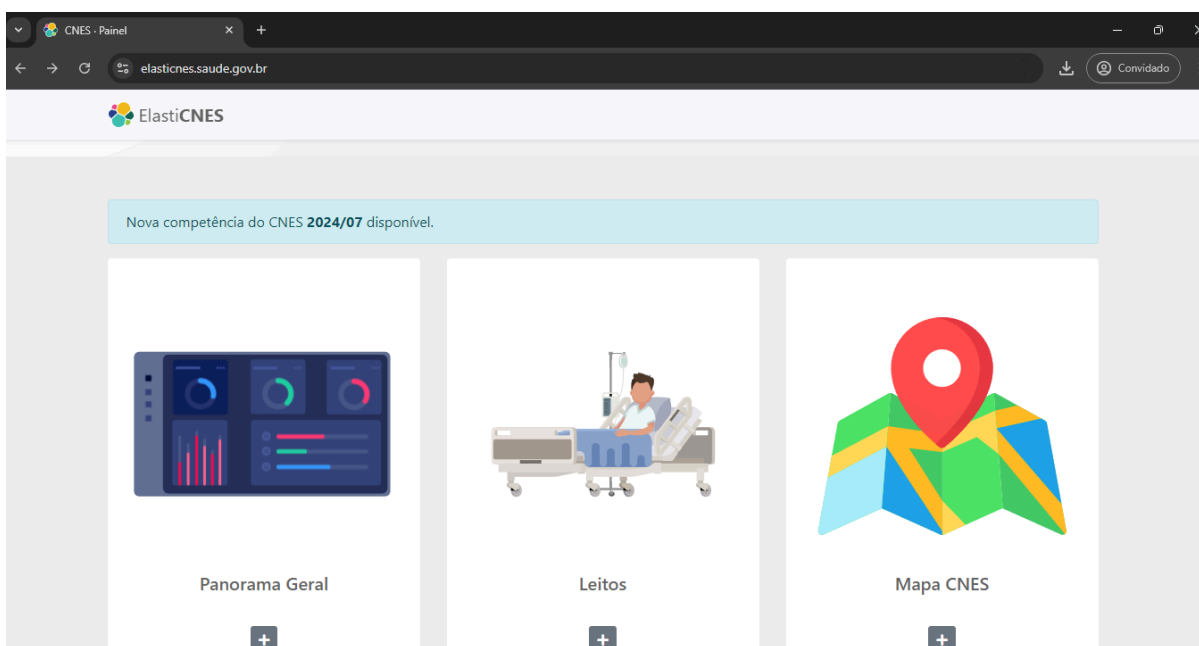 CNES - Painel
elasticnes.saude.gov.br
Convidado
ElastiCNES
Nova competência do CNES 2024/07 disponível.
Panorama Geral
Leitos
Mapa CNES